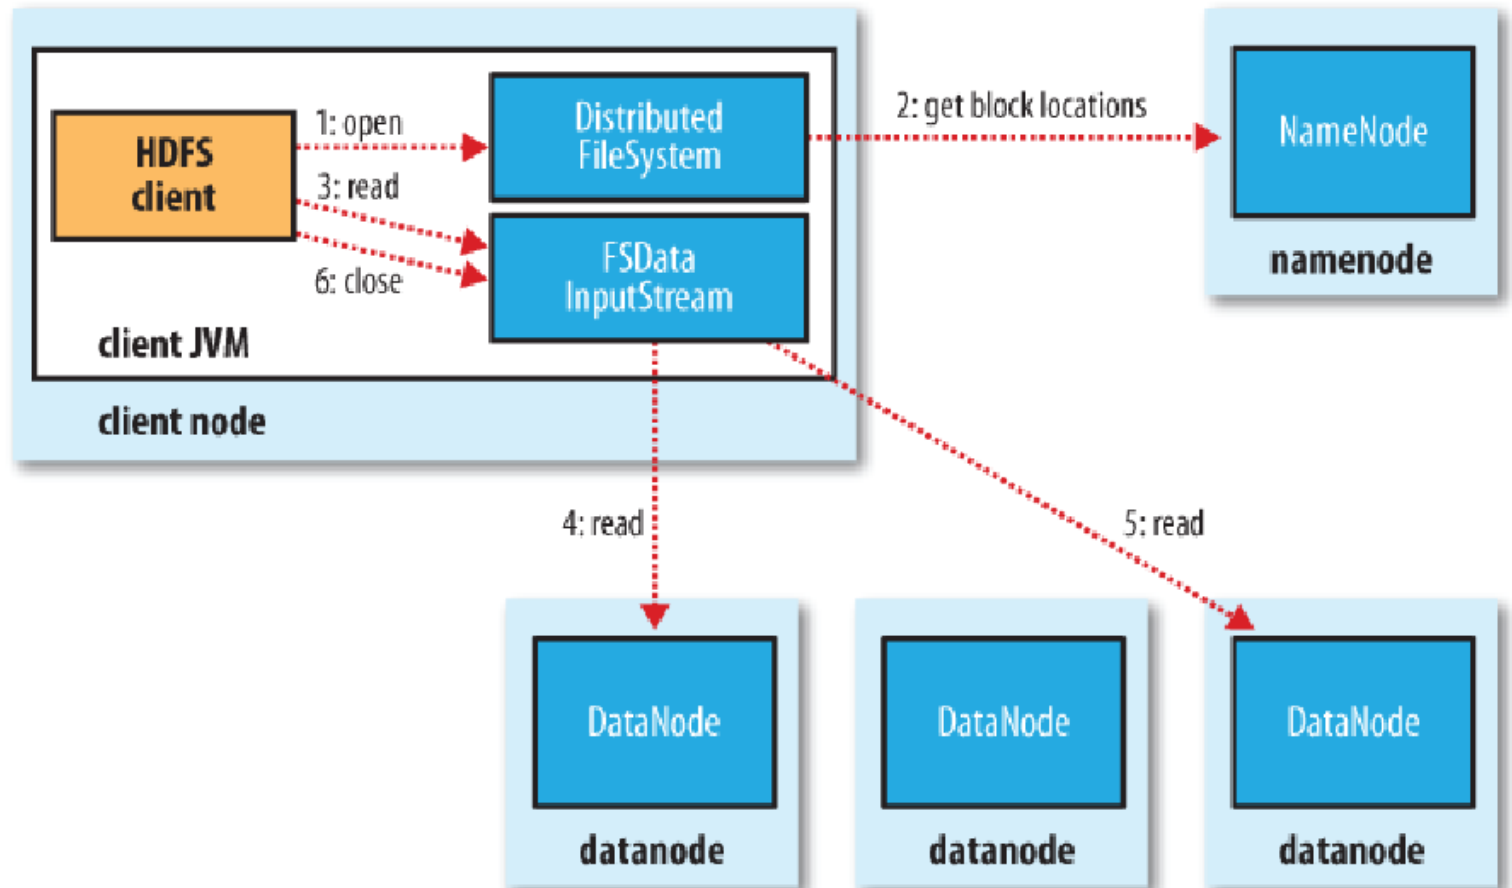 1: open
Distributed
FileSystem
2: get block locations
NameNode
HDFS
client
3: read
FSData
InputStream
6: close
namenode
client JVM
client node
4: read
5: read
DataNode
DataNode
DataNode
datanode
datanode
datanode